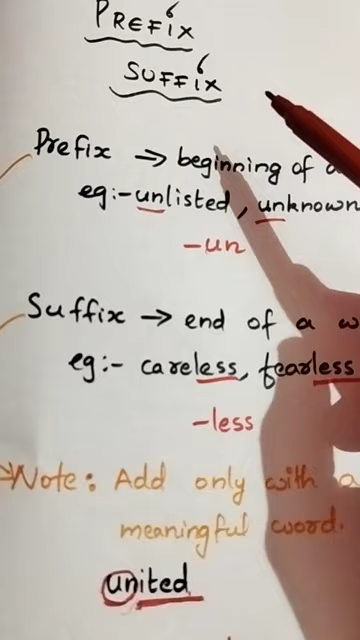 PREFiX
SUFFiX
Prefix → beginning of a
eg:- unlisted, unknown
-un
Suffix → end of a w
eg:- careless, fearless
-less
Note: Add only with a
meaningful word.
united